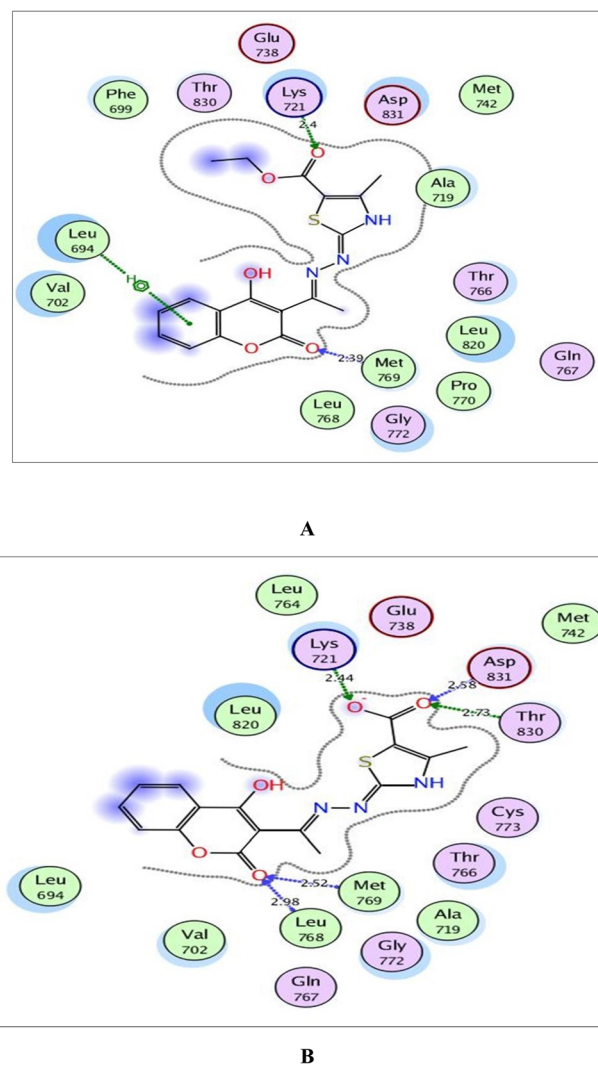 Glu
738
Phe
699
Thr
830
Lys
721
Asp
831
Met
742
2.4
O
O
Ala
719
S
NH
N
Leu
694
H
OH
N
Val
702
Thr
766
O
O
2.39
Met
769
Leu
820
Gln
767
Pro
770
Leu
768
Gly
772
A
Leu
764
Glu
738
Met
742
Lys
721
Asp
831
2.44
2.58
Leu
820
O-
O
2.73
Thr
830
S
OH
NH
N
N
Cys
773
Thr
766
O
O
2.52
Met
769
Leu
694
2.98
Leu
768
Ala
719
Val
702
Gly
772
Gln
767
B